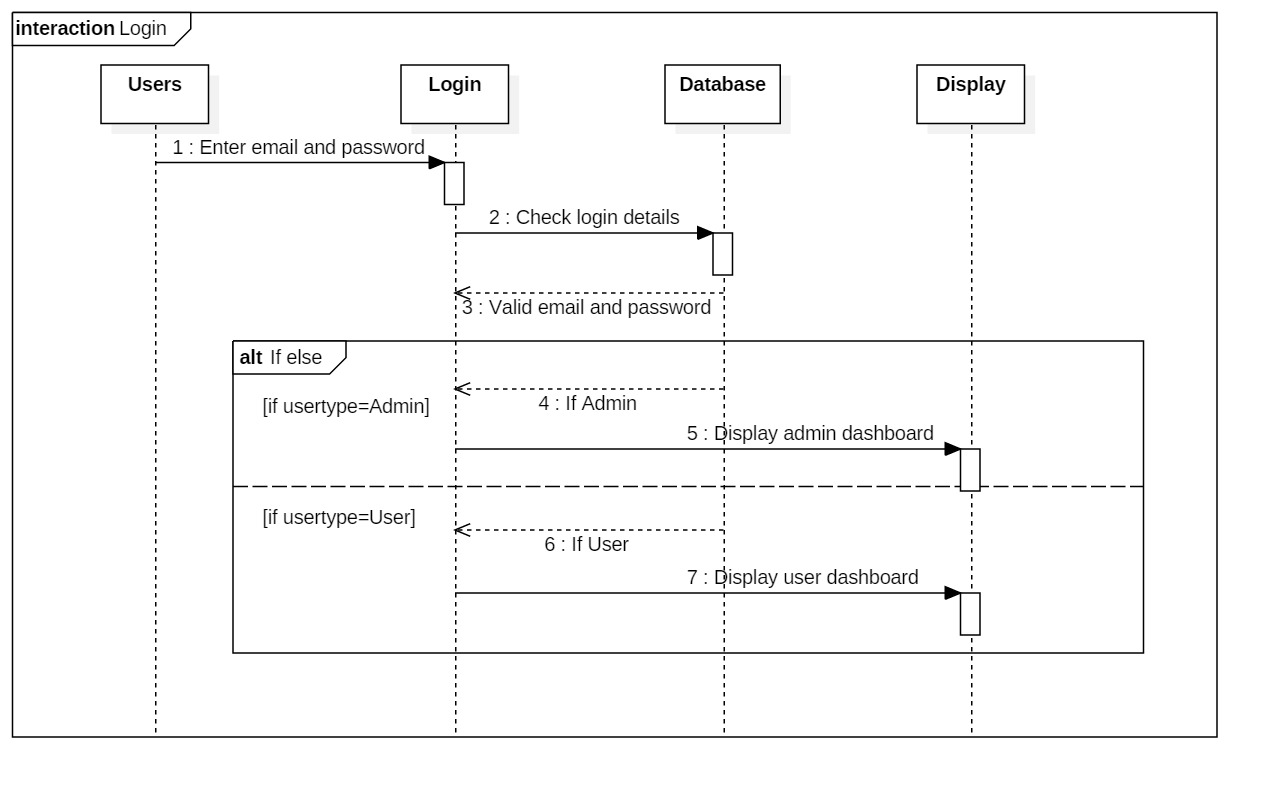 interaction Login
Users
Login
Database
Display
1 : Enter email and password
2 : Check login details
3 : Valid email and password
alt If else
4 : If Admin
[if usertype=Admin]
5 : Display admin dashboard
[if usertype=User]
6 : If User
7 : Display user dashboard